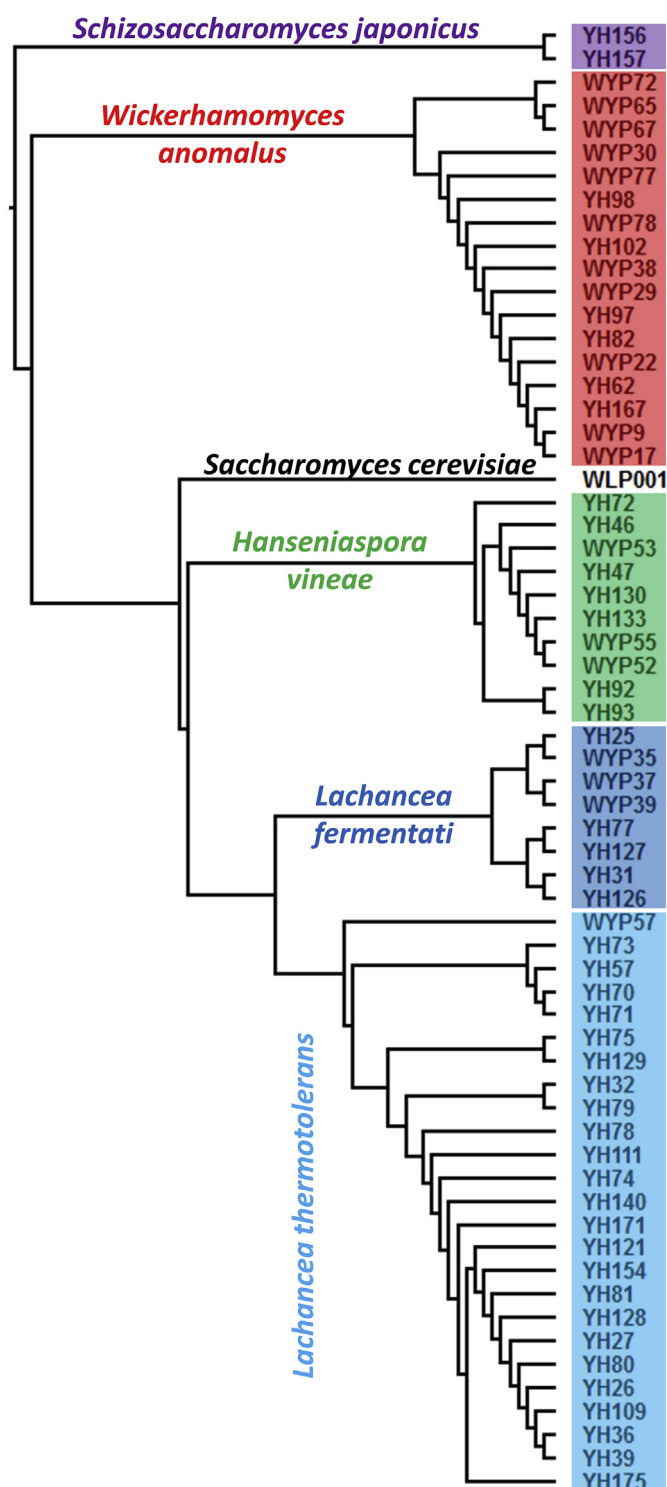 Schizosaccharomyces japonicus
YH156
YH157
Wickerhamomyces
anomalus
WYP72
WYP65
WYP67
WYP30
WYP77
YH98
WYP78
YH102
WYP38
WYP29
YH97
YH82
WYP22
YH62
YH167
WYP9
WYP17
Saccharomyces cerevisiae
WLP001
Hanseniaspora
vineae
YH72
YH46
WYP53
YH47
YH130
YH133
WYP55
WYP52
YH92
YH93
Lachancea
fermentati
YH25
WYP35
WYP37
WYP39
YH77
YH127
YH31
YH126
Lachancea thermotolerans
WYP57
YH73
YH57
YH70
YH71
YH75
YH129
YH32
YH79
YH78
YH111
YH74
YH140
YH171
YH121
YH154
YH81
YH128
YH27
YH80
YH26
YH109
YH36
YH39
YH175